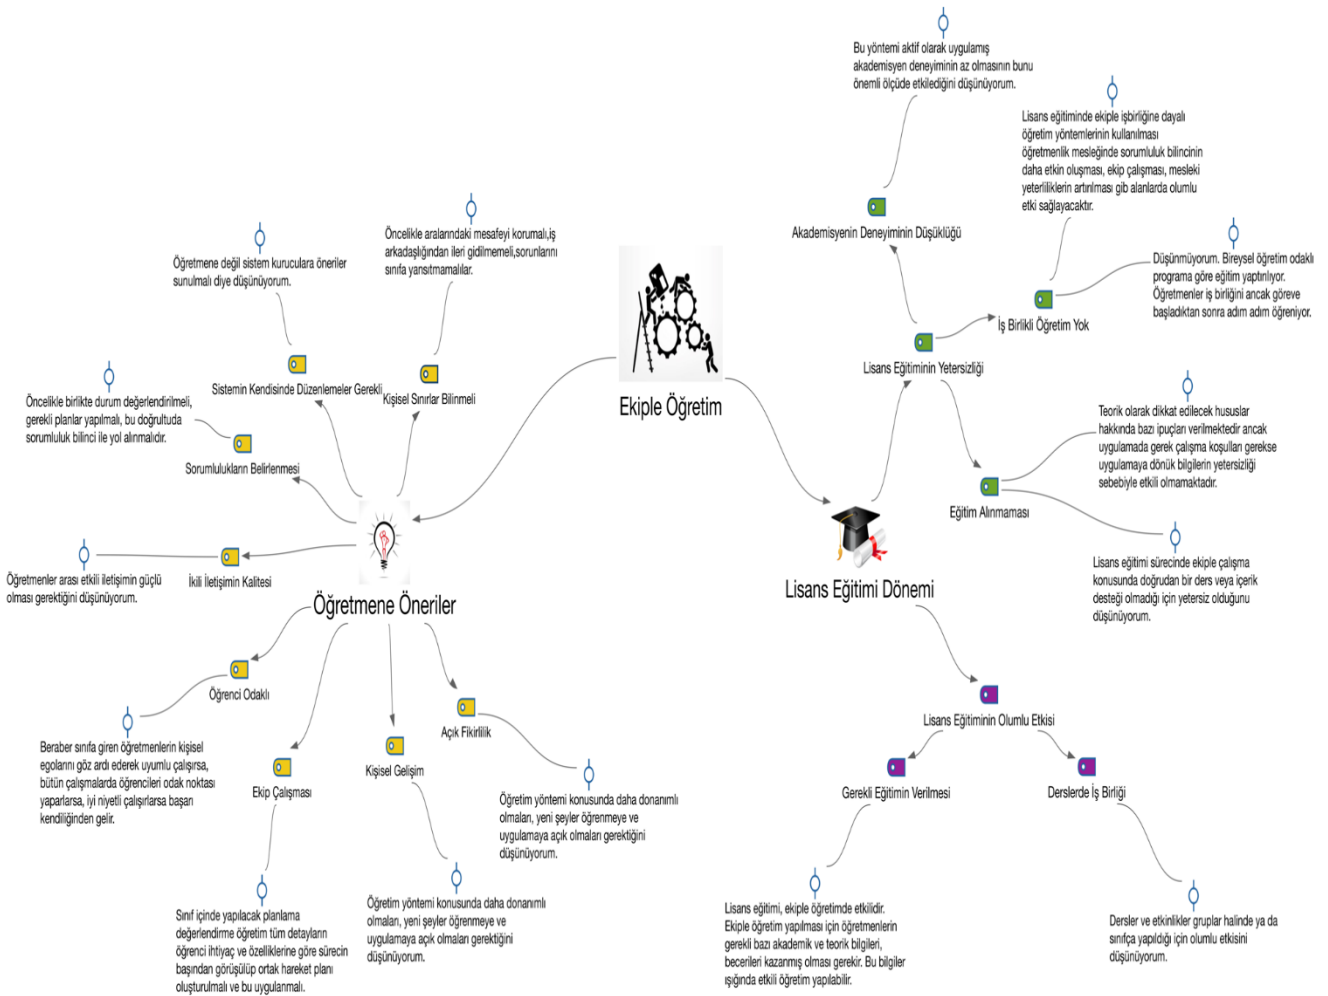 Ekiple Öğretim
Öğretmene Öneriler
Sistemin Kendisinde Düzenlemeler Gerekli
Öğretmene değil sistem kuruculara öneriler
sunulmalı diye düşünüyorum.
Kişisel Sınırlar Bilinmeli
Öncelikle aralarındaki mesafeyi korumalı,iş
arkadaşlığından ileri gidilmemeli,sorunlarını
sınıfa yansıtmamalılar.
Sorumlulukların Belirlenmesi
Öncelikle birlikte durum değerlendirilmeli,
gerekli planlar yapılmalı, bu doğrultuda
sorumluluk bilinci ile yol alınmalıdır.
İkili İletişimin Kalitesi
Öğretmenler arası etkili iletişimin güçlü
olması gerektiğini düşünüyorum.
Öğrenci Odaklı
Beraber sınıfa giren öğretmenlerin kişisel
egolarını göz ardı ederek uyumlu çalışırsa,
bütün çalışmalarda öğrencileri odak noktası
yaparlarsa, iyi niyetli çalışırlarsa başarı
kendiliğinden gelir.
Ekip Çalışması
Sınıf içinde yapılacak planlama
değerlendirme öğretim tüm detayların
öğrenci ihtiyaç ve özelliklerine göre sürecin
başından görüşülüp ortak hareket planı
oluşturulmalı ve bu uygulanmalı.
Kişisel Gelişim
Öğretim yöntemi konusunda daha donanımlı
olmaları, yeni şeyler öğrenmeye ve
uygulamaya açık olmaları gerektiğini
düşünüyorum.
Açık Fikirlilik
Öğretim yöntemi konusunda daha donanımlı
olmaları, yeni şeyler öğrenmeye ve
uygulamaya açık olmaları gerektiğini
düşünüyorum.
Lisans Eğitimi Dönemi
Lisans Eğitiminin Yetersizliği
Akademisyenin Deneyiminin Düşüklüğü
Bu yöntemi aktif olarak uygulamış
akademisyen deneyiminin az olmasının bunu
önemli ölçüde etkilediğini düşünüyorum.
İş Birlikli Öğretim Yok
Lisans eğitiminde ekiple işbirliğine dayalı
öğretim yöntemlerinin kullanılması
öğretmenlik mesleğinde sorumluluk bilincinin
daha etkin oluşması, ekip çalışması, mesleki
yeterliliklerin artırılması gib alanlarda olumlu
etki sağlayacaktır.
Düşünmüyorum. Bireysel öğretim odaklı
programa göre eğitim yaptırılıyor.
Öğretmenler iş birliğini ancak göreve
başladıktan sonra adım adım öğreniyor.
Eğitim Alınmaması
Teorik olarak dikkat edilecek hususlar
hakkında bazı ipuçları verilmektedir ancak
uygulamada gerek çalışma koşulları gerekse
uygulamaya dönük bilgilerin yetersizliği
sebebiyle etkili olmamaktadır.
Lisans eğitimi sürecinde ekiple çalışma
konusunda doğrudan bir ders veya içerik
desteği olmadığı için yetersiz olduğunu
düşünüyorum.
Lisans Eğitiminin Olumlu Etkisi
Gerekli Eğitimin Verilmesi
Lisans eğitimi, ekiple öğretimde etkilidir.
Ekiple öğretim yapılması için öğretmenlerin
gerekli bazı akademik ve teorik bilgileri,
becerileri kazanmış olması gerekir. Bu bilgiler
ışığında etkili öğretim yapılabilir.
Derslerde İş Birliği
Dersler ve etkinlikler gruplar halinde ya da
sınıfça yapıldığı için olumlu etkisini
düşünüyorum.